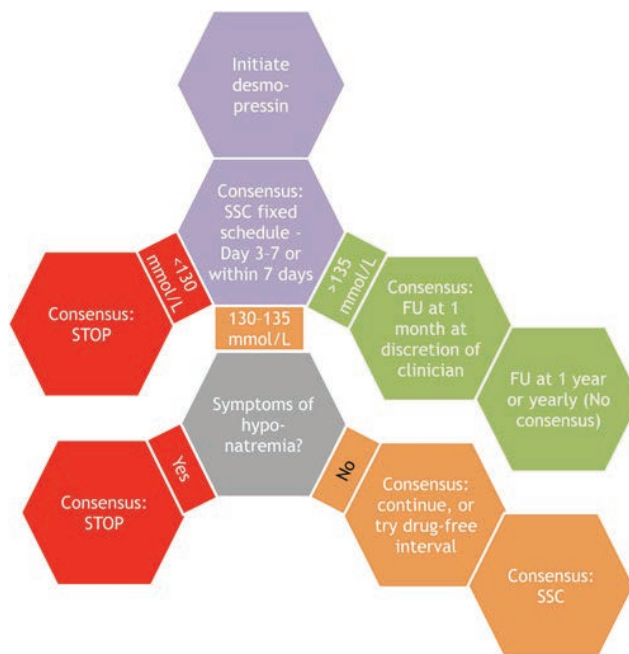 Initiate
desmo-
pressin
Consensus:
SSC fixed
schedule -
Day 3-7 or
within 7 days
<130
mmol/L
>135
mmol/L
130-135
mmol/L
Consensus:
STOP
Consensus:
FU at 1
month at
discretion of
clinician
FU at 1 year
or yearly (No
consensus)
Symptoms of
hypo-
natremia?
Yes
No
Consensus:
STOP
Consensus:
continue, or
try drug-free
interval
Consensus:
SSC